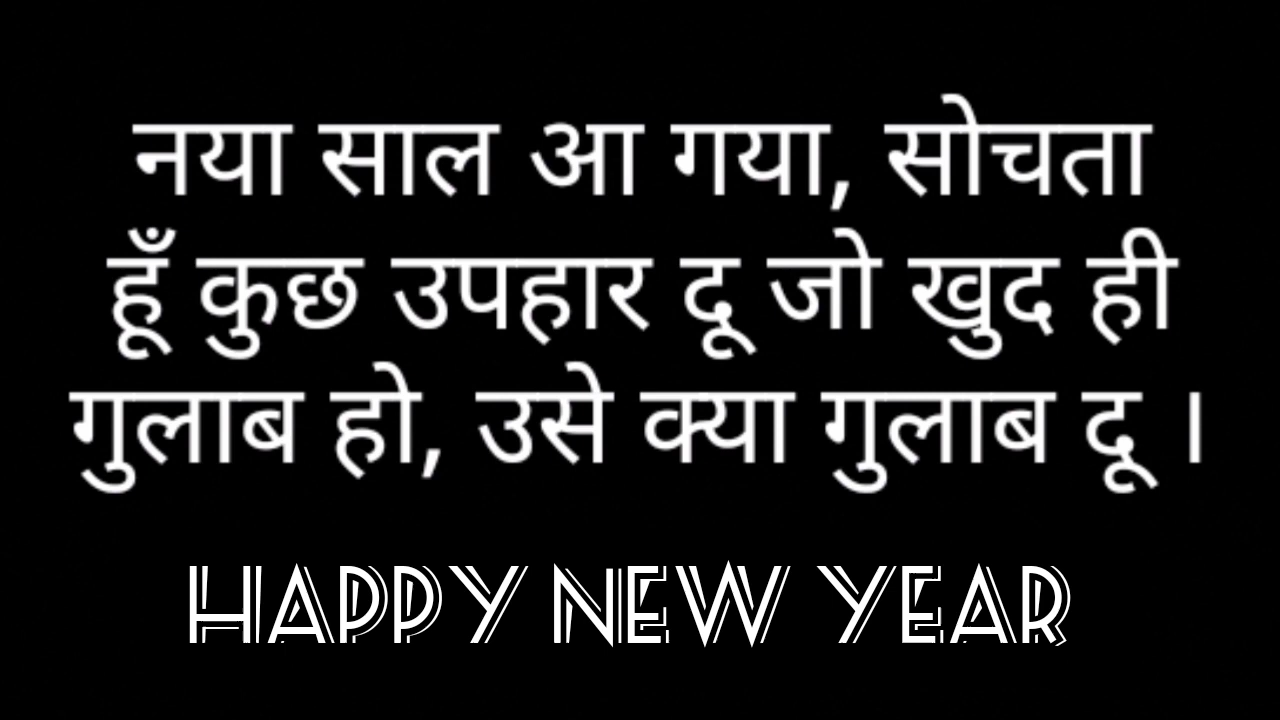 नया साल आ गया, सोचता
हूँ कुछ उपहार दू जो खुद ही
गुलाब हो, उसे क्या गुलाब दू ।
HAPPY NEW YEAR